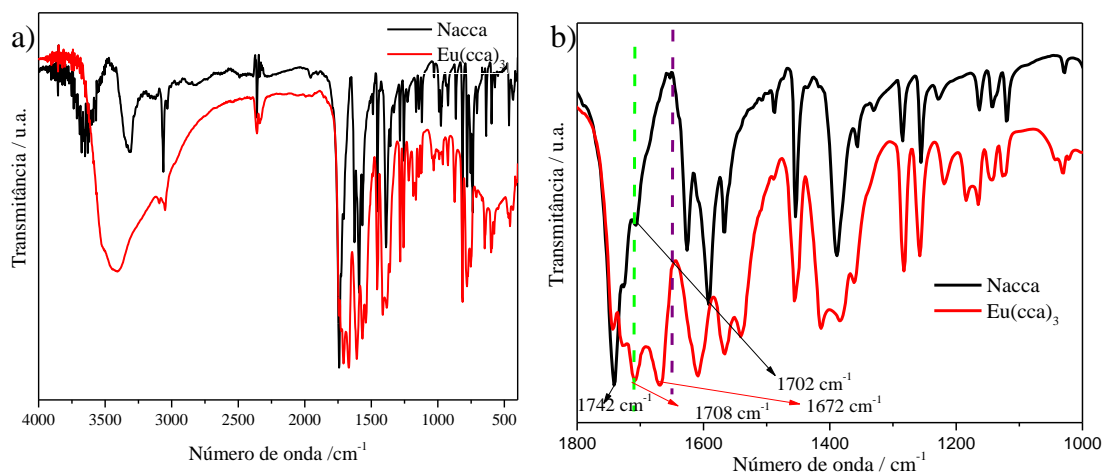 a)
Nacca
Eu(cca)₃
Transmitância / u.a.
4000 3500 3000 2500 2000 1500 1000 500
Número de onda /cm⁻¹
b)
Nacca
Eu(cca)₃
1702 cm⁻¹
1742 cm⁻¹
1708 cm⁻¹
1672 cm⁻¹
Transmitância / u.a.
1800 1600 1400 1200 1000
Número de onda / cm⁻¹